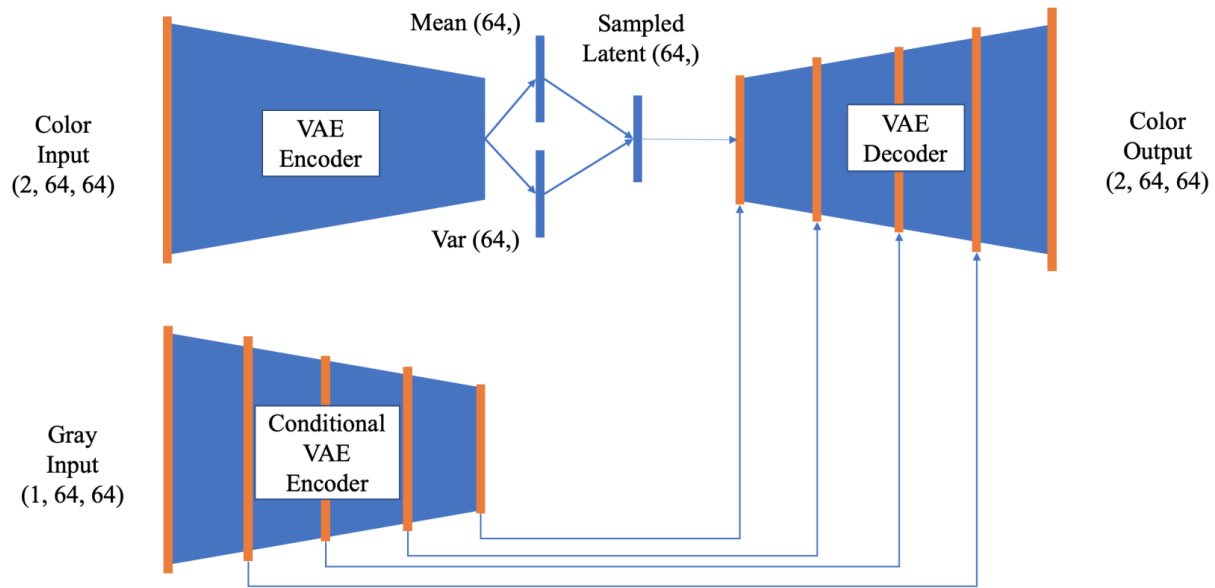 Mean (64,)
Sampled
Latent (64,)
Color
Input
(2, 64, 64)
VAE
Encoder
VAE
Decoder
Color
Output
(2, 64, 64)
Var (64,)
Gray
Input
(1, 64, 64)
Conditional
VAE
Encoder